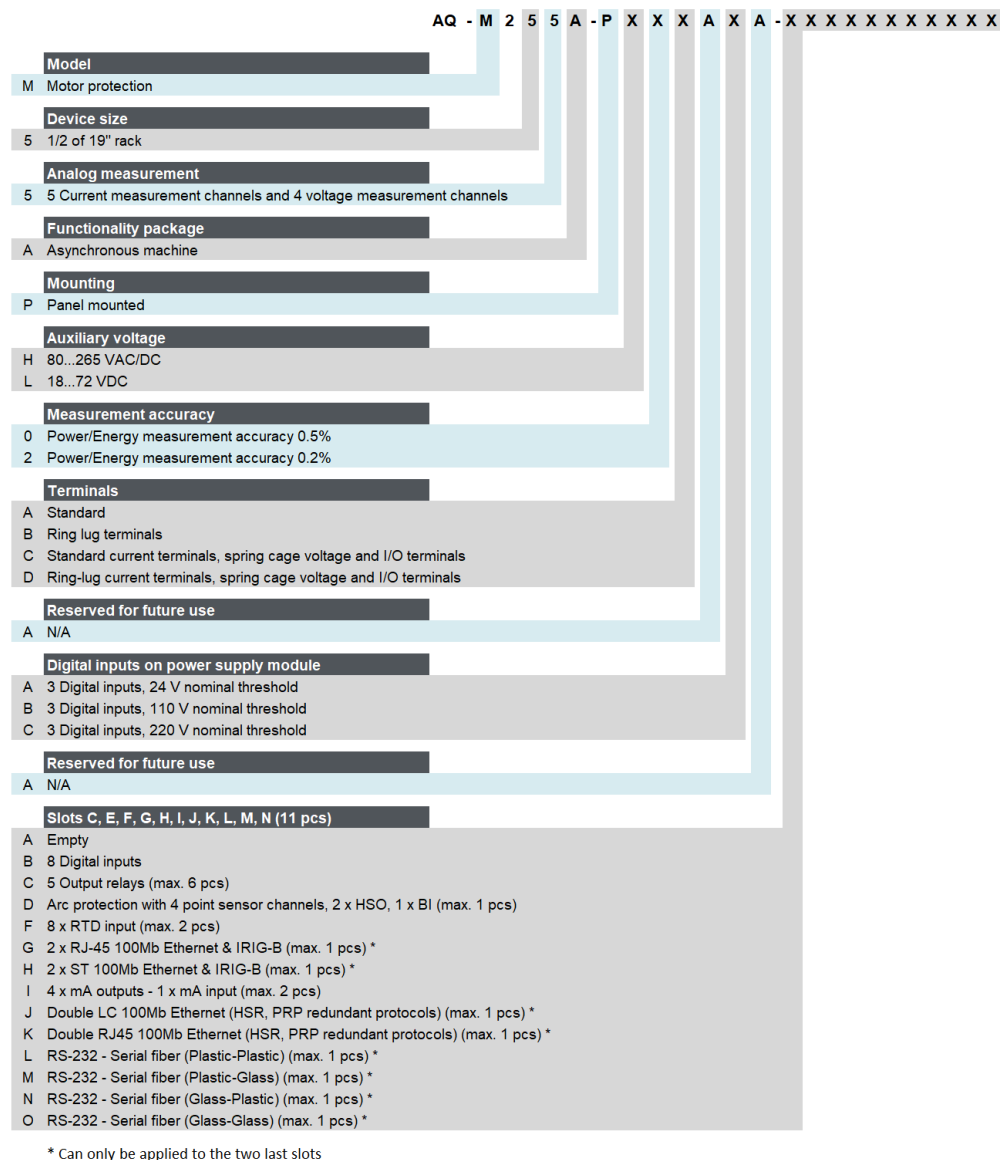 AQ - M 2 5 5 A - P X X X A X A - X X X X X X X X X X X
Model
M Motor protection
Device size
5 1/2 of 19" rack
Analog measurement
5 5 Current measurement channels and 4 voltage measurement channels
Functionality package
A Asynchronous machine
Mounting
P Panel mounted
Auxiliary voltage
H 80...265 VAC/DC
L 18...72 VDC
Measurement accuracy
0 Power/Energy measurement accuracy 0.5%
2 Power/Energy measurement accuracy 0.2%
Terminals
A Standard
B Ring lug terminals
C Standard current terminals, spring cage voltage and I/O terminals
D Ring-lug current terminals, spring cage voltage and I/O terminals
Reserved for future use
A N/A
Digital inputs on power supply module
A 3 Digital inputs, 24 V nominal threshold
B 3 Digital inputs, 110 V nominal threshold
C 3 Digital inputs, 220 V nominal threshold
Reserved for future use
A N/A
Slots C, E, F, G, H, I, J, K, L, M, N (11 pcs)
A Empty
B 8 Digital inputs
C 5 Output relays (max. 6 pcs)
D Arc protection with 4 point sensor channels, 2 x HSO, 1 x BI (max. 1 pcs)
F 8 x RTD input (max. 2 pcs)
G 2 x RJ-45 100Mb Ethernet & IRIG-B (max. 1 pcs) *
H 2 x ST 100Mb Ethernet & IRIG-B (max. 1 pcs) *
I 4 x mA outputs - 1 x mA input (max. 2 pcs)
J Double LC 100Mb Ethernet (HSR, PRP redundant protocols) (max. 1 pcs) *
K Double RJ45 100Mb Ethernet (HSR, PRP redundant protocols) (max. 1 pcs) *
L RS-232 - Serial fiber (Plastic-Plastic) (max. 1 pcs) *
M RS-232 - Serial fiber (Plastic-Glass) (max. 1 pcs) *
N RS-232 - Serial fiber (Glass-Plastic) (max. 1 pcs) *
O RS-232 - Serial fiber (Glass-Glass) (max. 1 pcs) *
* Can only be applied to the two last slots